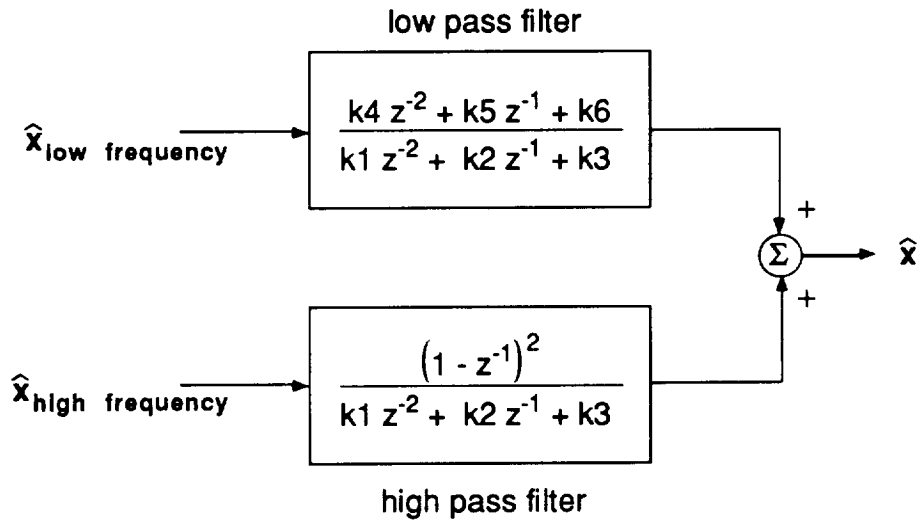 low pass filter
k4 z⁻² + k5 z⁻¹ + k6
k1 z⁻² + k2 z⁻¹ + k3
x̂low frequency
+
Σ
x̂
+
(1 - z⁻¹)²
k1 z⁻² + k2 z⁻¹ + k3
x̂high frequency
high pass filter